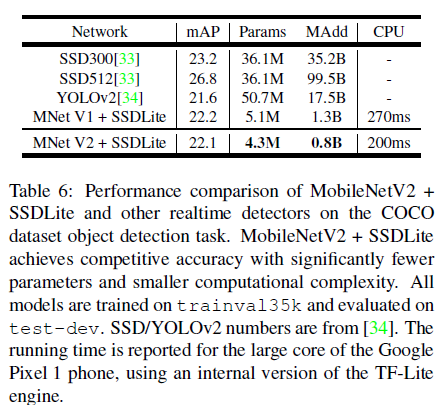 Network mAP Params MAdd CPU
SSD300[33] 23.2 36.1M 35.2B -
SSD512[33] 26.8 36.1M 99.5B -
YOLOv2[34] 21.6 50.7M 17.5B -
MNet V1 + SSDLite 22.2 5.1M 1.3B 270ms
MNet V2 + SSDLite 22.1 4.3M 0.8B 200ms
Table 6: Performance comparison of MobileNetV2 +
SSDLite and other realtime detectors on the COCO
dataset object detection task. MobileNetV2 + SSDLite
achieves competitive accuracy with significantly fewer
parameters and smaller computational complexity. All
models are trained on trainval35k and evaluated on
test-dev. SSD/YOLOv2 numbers are from [34]. The
running time is reported for the large core of the Google
Pixel 1 phone, using an internal version of the TF-Lite
engine.